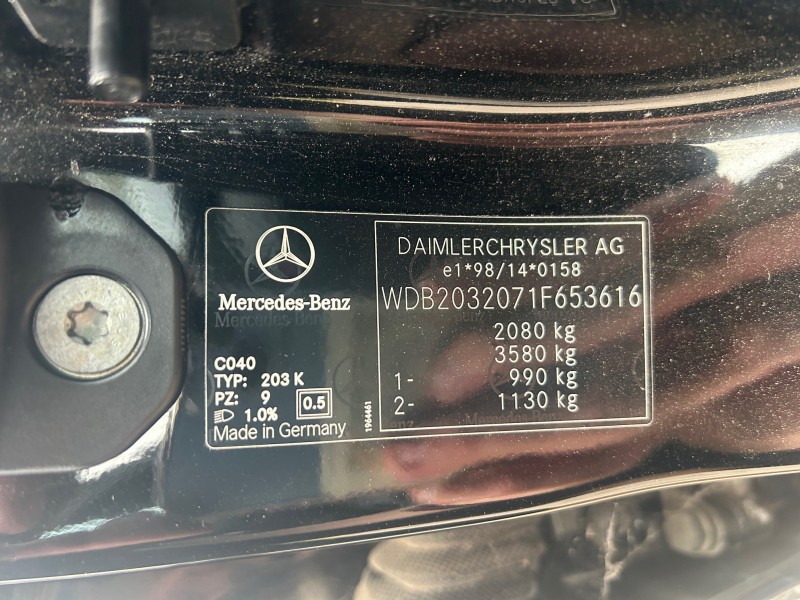 Mercedes-Benz
C040
TYP: 203 K
PZ: 9
1.0% 0.5
Made in Germany
1964461
DAIMLERCHRYSLER AG
e1*98/14*0158
WDB2032071F653616
2080 kg
3580 kg
1- 990 kg
2- 1130 kg